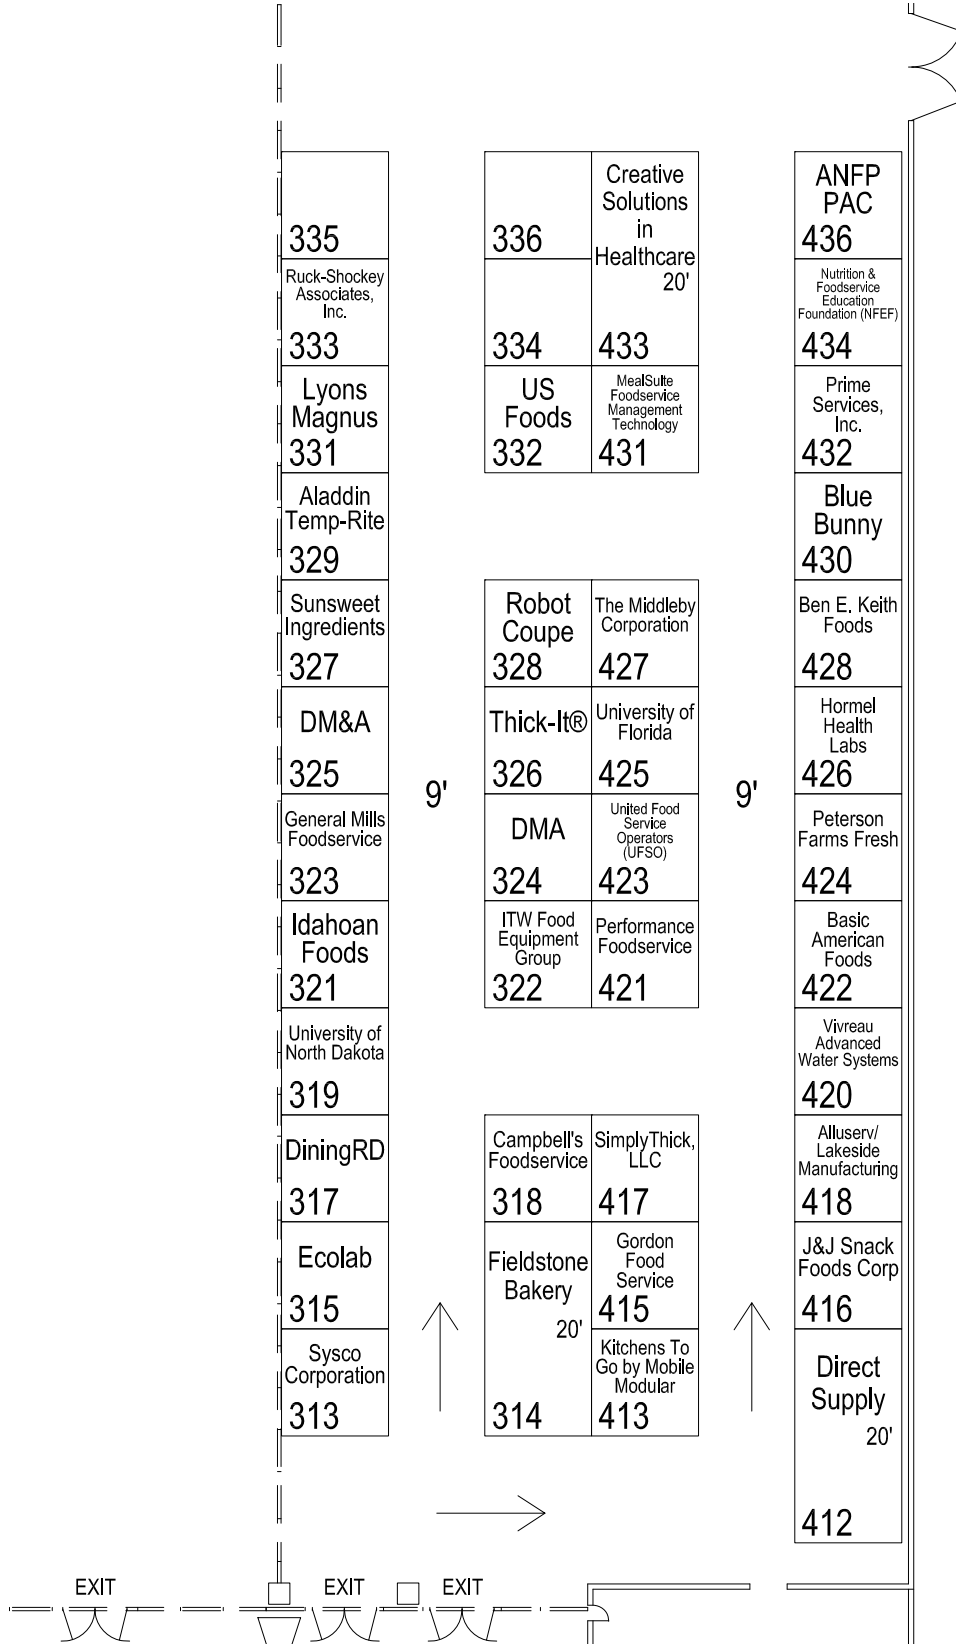 335
Ruck-Shockey
Associates,
Inc.
333
Lyons
Magnus
331
Aladdin
Temp-Rite
329
Sunsweet
Ingredients
327
DM&A
325
General Mills
Foodservice
323
Idahoan
Foods
321
University of
North Dakota
319
DiningRD
317
Ecolab
315
Sysco
Corporation
313
9'
336
334
US
Foods
332
Robot
Coupe
328
Thick-It®
326
DMA
324
ITW Food
Equipment
Group
322
Campbell's
Foodservice
318
Fieldstone
Bakery
20'
314
Creative
Solutions
in
Healthcare
20'
433
MealSuite
Foodservice
Management
Technology
431
The Middleby
Corporation
427
University of
Florida
425
United Food
Service
Operators
(UFSO)
423
Performance
Foodservice
421
SimplyThick,
LLC
417
Gordon
Food
Service
415
Kitchens To
Go by Mobile
Modular
413
9'
ANFP
PAC
436
Nutrition &
Foodservice
Education
Foundation (NFEF)
434
Prime
Services,
Inc.
432
Blue
Bunny
430
Ben E. Keith
Foods
428
Hormel
Health
Labs
426
Peterson
Farms Fresh
424
Basic
American
Foods
422
Vivreau
Advanced
Water Systems
420
Alluserv/
Lakeside
Manufacturing
418
J&J Snack
Foods Corp
416
Direct
Supply
20'
412
EXIT
EXIT
EXIT